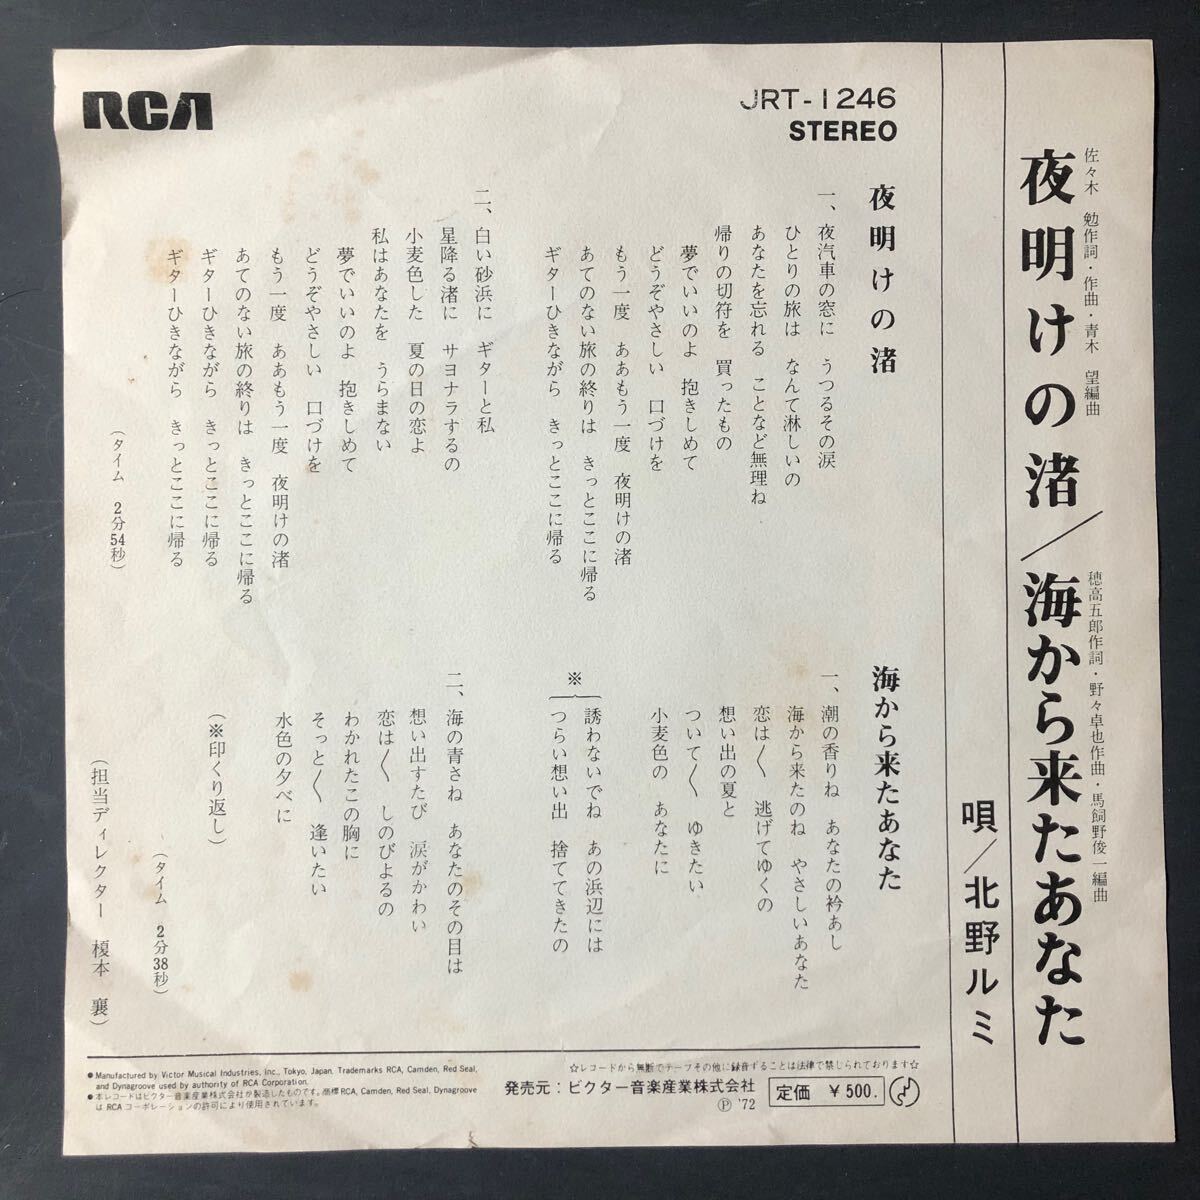 RCA
JRT-1246
STEREO
佐々木 勉作詞・作曲・青木 望編曲
夜明けの渚／海から来たあなた
穂高五郎作詞・野々卓也作曲・馬飼野俊一編曲
唄／北野ルミ
夜明けの渚
一、夜汽車の窓に うつるその涙
ひとりの旅は なんて淋しいの
あなたを忘れる ことなど無理ね
帰りの切符を 買ったもの
夢でいいのよ 抱きしめて
どうぞやさしい 口づけを
もう一度 ああもう一度 夜明けの渚
あてのない旅の終りは きっとここに帰る
ギターひきながら きっとここに帰る
二、白い砂浜に ギターと私
星降る渚に サヨナラするの
小麦色した 夏の日の恋よ
私はあなたを うらまない
夢でいいのよ 抱きしめて
どうぞやさしい 口づけを
もう一度 ああもう一度 夜明けの渚
あてのない旅の終りは きっとここに帰る
ギターひきながら きっとここに帰る
ギターひきながら きっとここに帰る
（タイム 2分54秒）
海から来たあなた
一、潮の香りね あなたの衿あし
海から来たのね やさしいあなた
恋は〱 逃げてゆくの
想い出の夏と
ついて〱 ゆきたい
小麦色の あなたに
※
誘わないでね あの浜辺には
つらい想い出 捨ててきたの
二、海の青さね あなたのその目は
想い出すたび 涙がかわい
恋は〱 しのびよるの
わかれたこの胸に
そっと〱 逢いたい
水色の夕べに
（※印くり返し）
（タイム 2分38秒）
（担当ディレクター 榎本 襄）
●Manufactured by Victor Musical Industries, Inc., Tokyo, Japan. Trademarks RCA, Camden, Red Seal,
and Dynagroove used by authority of RCA Corporation.
●本レコードはビクター音楽産業株式会社が製造したものです。商標RCA, Camden, Red Seal, Dynagroove
は RCA コーポレーションの許可により使用されています。
☆レコードから無断でテープその他に録音することは法律で禁じられております☆
発売元：ビクター音楽産業株式会社
Ⓟ '72
定価 ￥500.